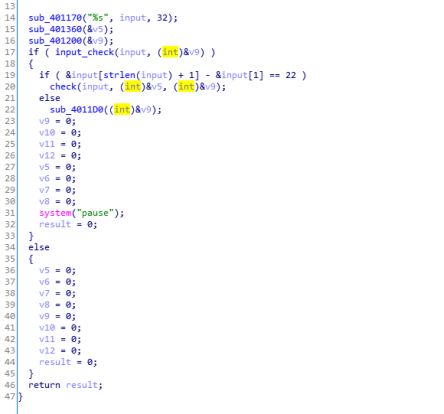 13
14 sub_401170("%s", input, 32);
15 sub_401360(&v5);
16 sub_401200(&v9);
17 if ( input_check(input, (int)&v9) )
18 {
19 if ( &input[strlen(input) + 1] - &input[1] == 22 )
20 check(input, (int)&v5, (int)&v9);
21 else
22 sub_4011D0((int)&v9);
23 v9 = 0;
24 v10 = 0;
25 v11 = 0;
26 v12 = 0;
27 v5 = 0;
28 v6 = 0;
29 v7 = 0;
30 v8 = 0;
31 system("pause");
32 result = 0;
33 }
34 else
35 {
36 v5 = 0;
37 v6 = 0;
38 v7 = 0;
39 v8 = 0;
40 v9 = 0;
41 v10 = 0;
42 v11 = 0;
43 v12 = 0;
44 result = 0;
45 }
46 return result;
47 }